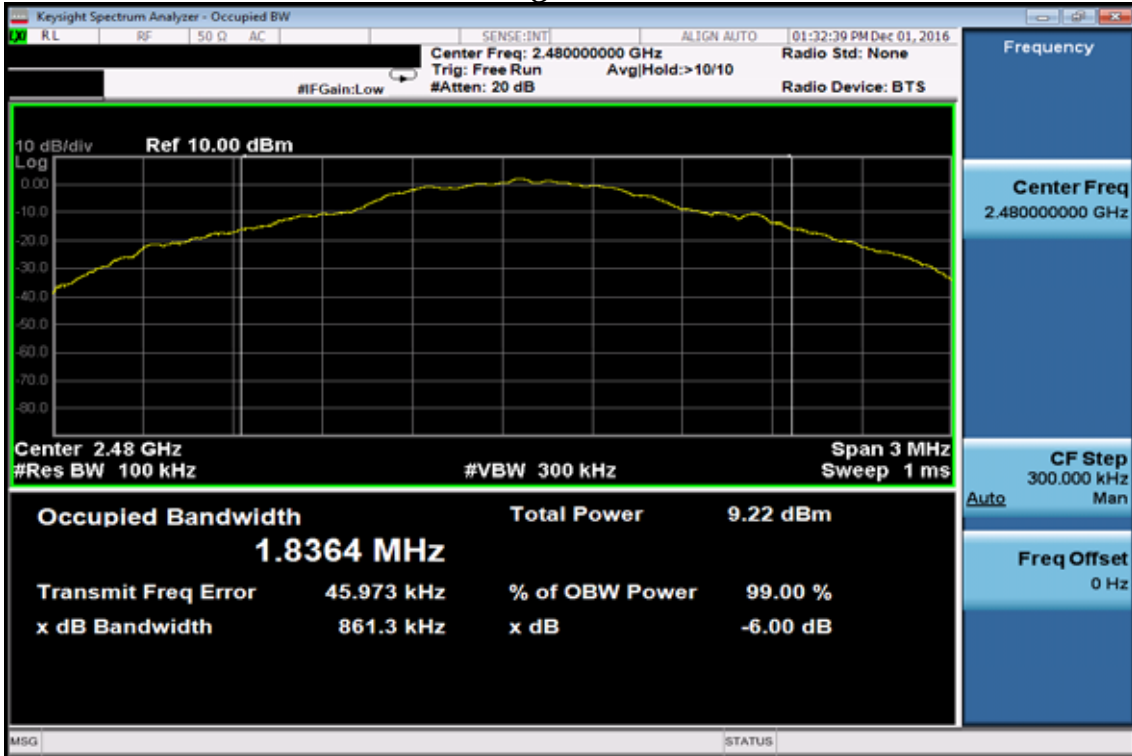 Keysight Spectrum Analyzer - Occupied BW
LXI RL RF 50 Ω AC SENSE:INT ALIGN AUTO 01:32:39 PM Dec 01, 2016
Center Freq: 2.480000000 GHz Radio Std: None
Trig: Free Run Avg|Hold:>10/10
#IFGain:Low #Atten: 20 dB Radio Device: BTS
10 dB/div Ref 10.00 dBm
Log
0.00
-10.0
-20.0
-30.0
-40.0
-50.0
-60.0
-70.0
-80.0
Center 2.48 GHz Span 3 MHz
#Res BW 100 kHz #VBW 300 kHz Sweep 1 ms
Occupied Bandwidth Total Power 9.22 dBm
1.8364 MHz
Transmit Freq Error 45.973 kHz % of OBW Power 99.00 %
x dB Bandwidth 861.3 kHz x dB -6.00 dB
MSG STATUS
Frequency
Center Freq
2.480000000 GHz
CF Step
300.000 kHz
Auto Man
Freq Offset
0 Hz